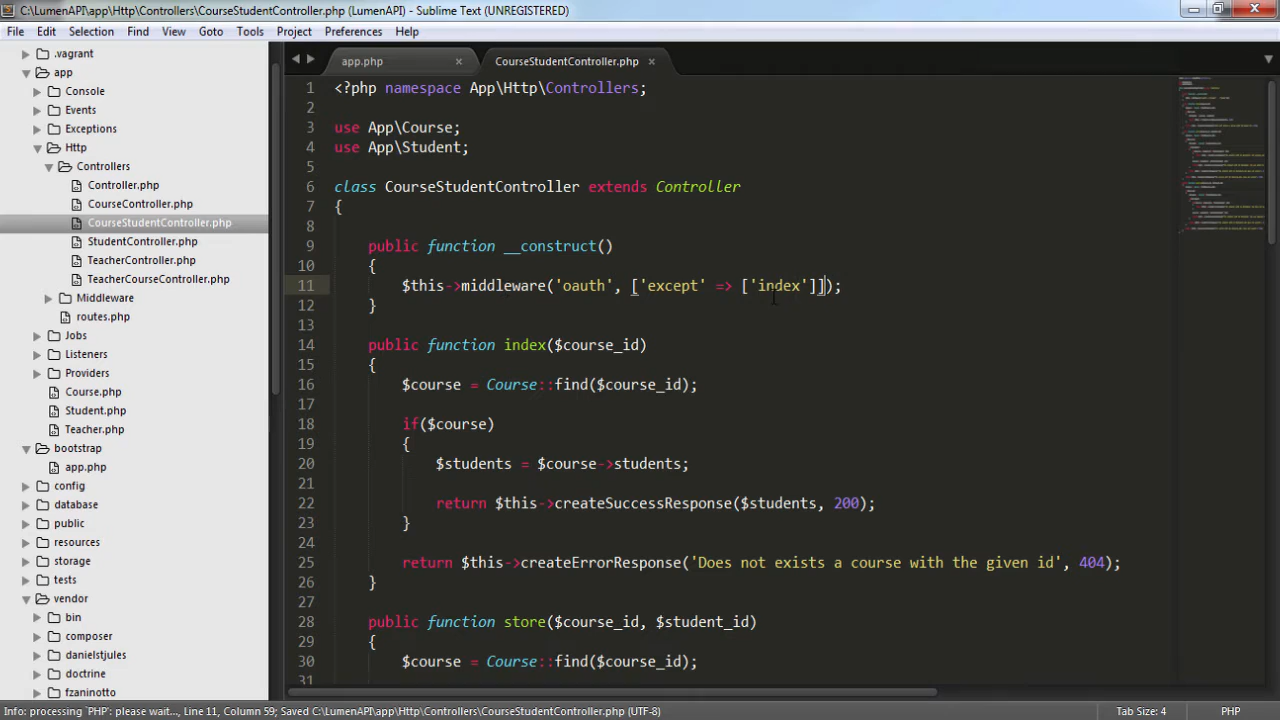 C:\LumenAPI\app\Http\Controllers\CourseStudentController.php (LumenAPI) - Sublime Text (UNREGISTERED)
File Edit Selection Find View Goto Tools Project Preferences Help
.vagrant
app
Console
Events
Exceptions
Http
Controllers
Controller.php
CourseController.php
CourseStudentController.php
StudentController.php
TeacherController.php
TeacherCourseController.php
Middleware
routes.php
Jobs
Listeners
Providers
Course.php
Student.php
Teacher.php
bootstrap
app.php
config
database
public
resources
storage
tests
vendor
bin
composer
danielstjules
doctrine
fzaninotto
app.php CourseStudentController.php
1 <?php namespace App\Http\Controllers;
2
3 use App\Course;
4 use App\Student;
5
6 class CourseStudentController extends Controller
7 {
8
9 public function __construct()
10 {
11 $this->middleware('oauth', ['except' => ['index']]);
12 }
13
14 public function index($course_id)
15 {
16 $course = Course::find($course_id);
17
18 if($course)
19 {
20 $students = $course->students;
21
22 return $this->createSuccessResponse($students, 200);
23 }
24
25 return $this->createErrorResponse('Does not exists a course with the given id', 404);
26 }
27
28 public function store($course_id, $student_id)
29 {
30 $course = Course::find($course_id);
31
Info: processing `PHP`: please wait..., Line 11, Column 59; Saved C:\LumenAPI\app\Http\Controllers\CourseStudentController.php (UTF-8) Tab Size: 4 PHP